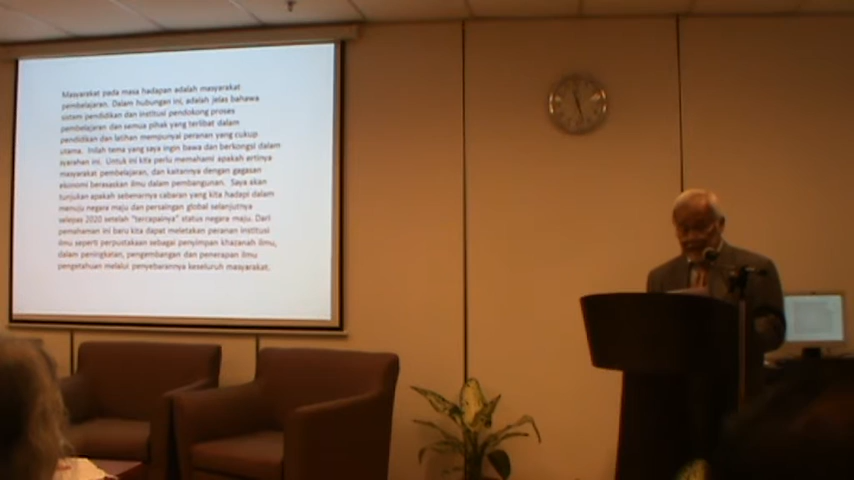 Masyarakat pada masa hadapan adalah masyarakat
pembelajaran. Dalam hubungan ini, adalah jelas bahawa
sistem pendidikan dan institusi pendokong proses
pembelajaran dan semua pihak yang terlibat dalam
pendidikan dan latihan mempunyai peranan yang cukup
utama. Inilah tema yang saya ingin bawa dan berkongsi dalam
syarahan ini. Untuk ini kita perlu memahami apakah ertinya
masyarakat pembelajaran, dan kaitannya dengan gagasan
ekonomi berasaskan ilmu dalam pembangunan. Saya akan
tunjukan apakah sebenarnya cabaran yang kita hadapi dalam
menuju negara maju dan persaingan global selanjutnya
selepas 2020 setelah "tercapainya" status negara maju. Dari
pemahaman ini baru kita dapat meletakan peranan institusi
ilmu seperti perpustakaan sebagai penyimpan khazanah ilmu,
dalam peningkatan, pengembangan dan penerapan ilmu
pengetahuan melalui penyebarannya keseluruh masyarakat.